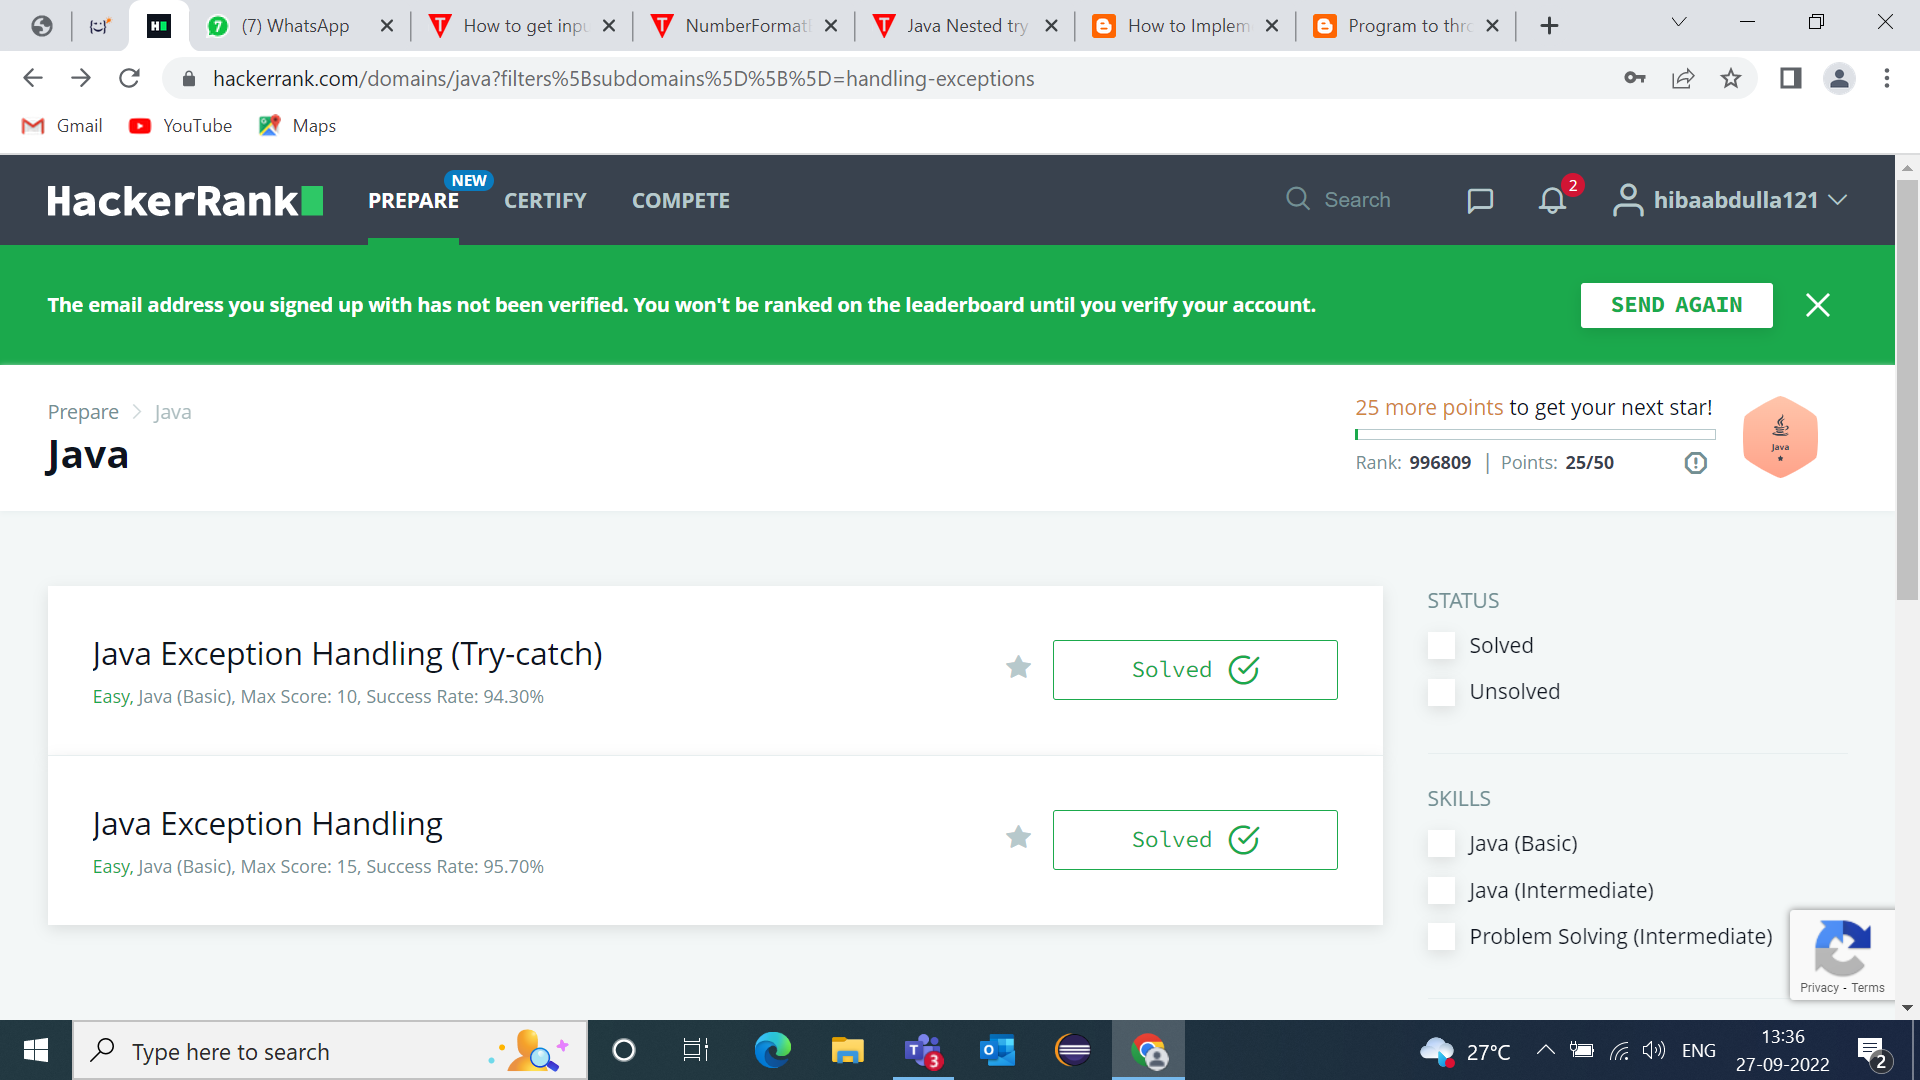 (7) WhatsApp
How to get inpu
NumberFormat
Java Nested try
How to Implem
Program to thro
hackerrank.com/domains/java?filters%5Bsubdomains%5D%5B%5D=handling-exceptions
Gmail
YouTube
Maps
HackerRank
PREPARE
NEW
CERTIFY
COMPETE
Search
2
hibaabdulla121
The email address you signed up with has not been verified. You won't be ranked on the leaderboard until you verify your account.
SEND AGAIN
Prepare
Java
Java
25 more points to get your next star!
Rank: 996809 | Points: 25/50
Java
Java Exception Handling (Try-catch)
Easy, Java (Basic), Max Score: 10, Success Rate: 94.30%
Solved
Java Exception Handling
Easy, Java (Basic), Max Score: 15, Success Rate: 95.70%
Solved
STATUS
Solved
Unsolved
SKILLS
Java (Basic)
Java (Intermediate)
Problem Solving (Intermediate)
Privacy - Terms
Type here to search
3
27°C
ENG
13:36
27-09-2022
2